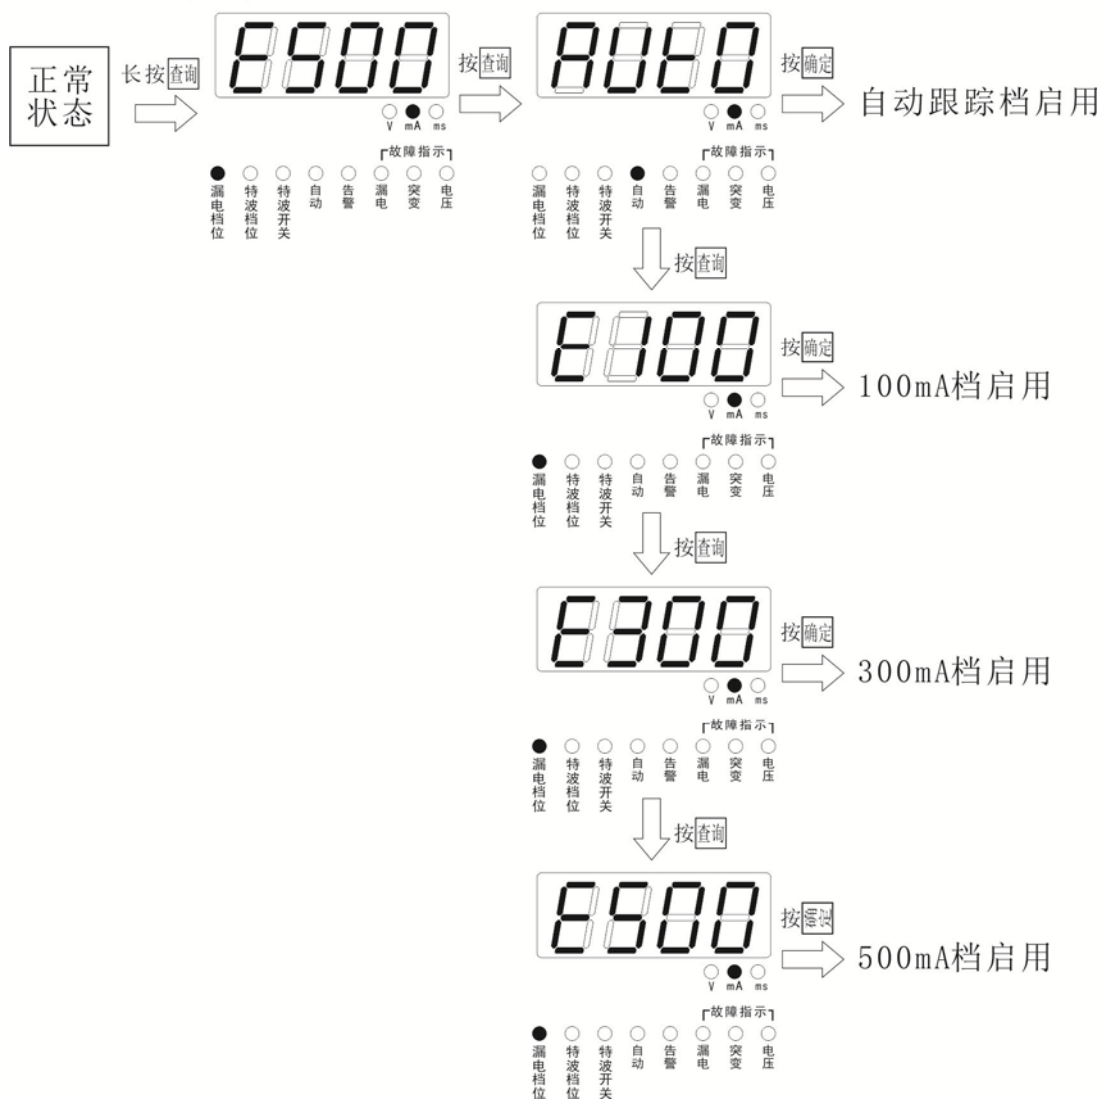 正常
状态
长按查询
E500
V mA ms
故障指示
漏电档位 特波档位 特波开关 自动 告警 漏电 突变 电压
按查询
AUt0
V mA ms
故障指示
漏电档位 特波档位 特波开关 自动 告警 漏电 突变 电压
按确定
自动跟踪档启用
按查询
E100
V mA ms
故障指示
漏电档位 特波档位 特波开关 自动 告警 漏电 突变 电压
按确定
100mA档启用
按查询
E300
V mA ms
故障指示
漏电档位 特波档位 特波开关 自动 告警 漏电 突变 电压
按确定
300mA档启用
按查询
E500
V mA ms
故障指示
漏电档位 特波档位 特波开关 自动 告警 漏电 突变 电压
按确定
500mA档启用